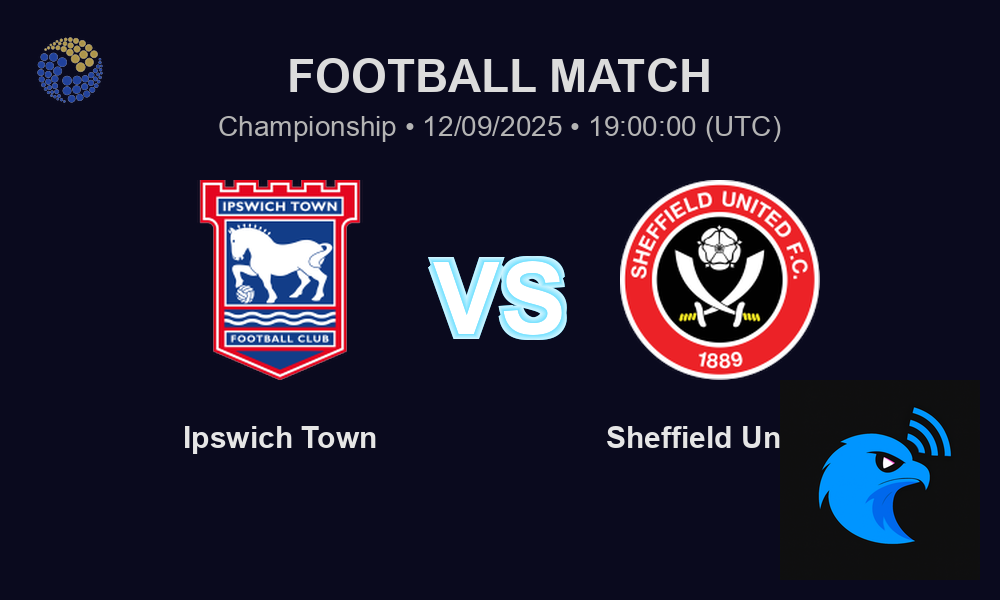 FOOTBALL MATCH
Championship • 12/09/2025 • 19:00:00 (UTC)
IPSWICH TOWN
FOOTBALL CLUB
VS
SHEFFIELD UNITED F.C.
1889
Ipswich Town
Sheffield Un